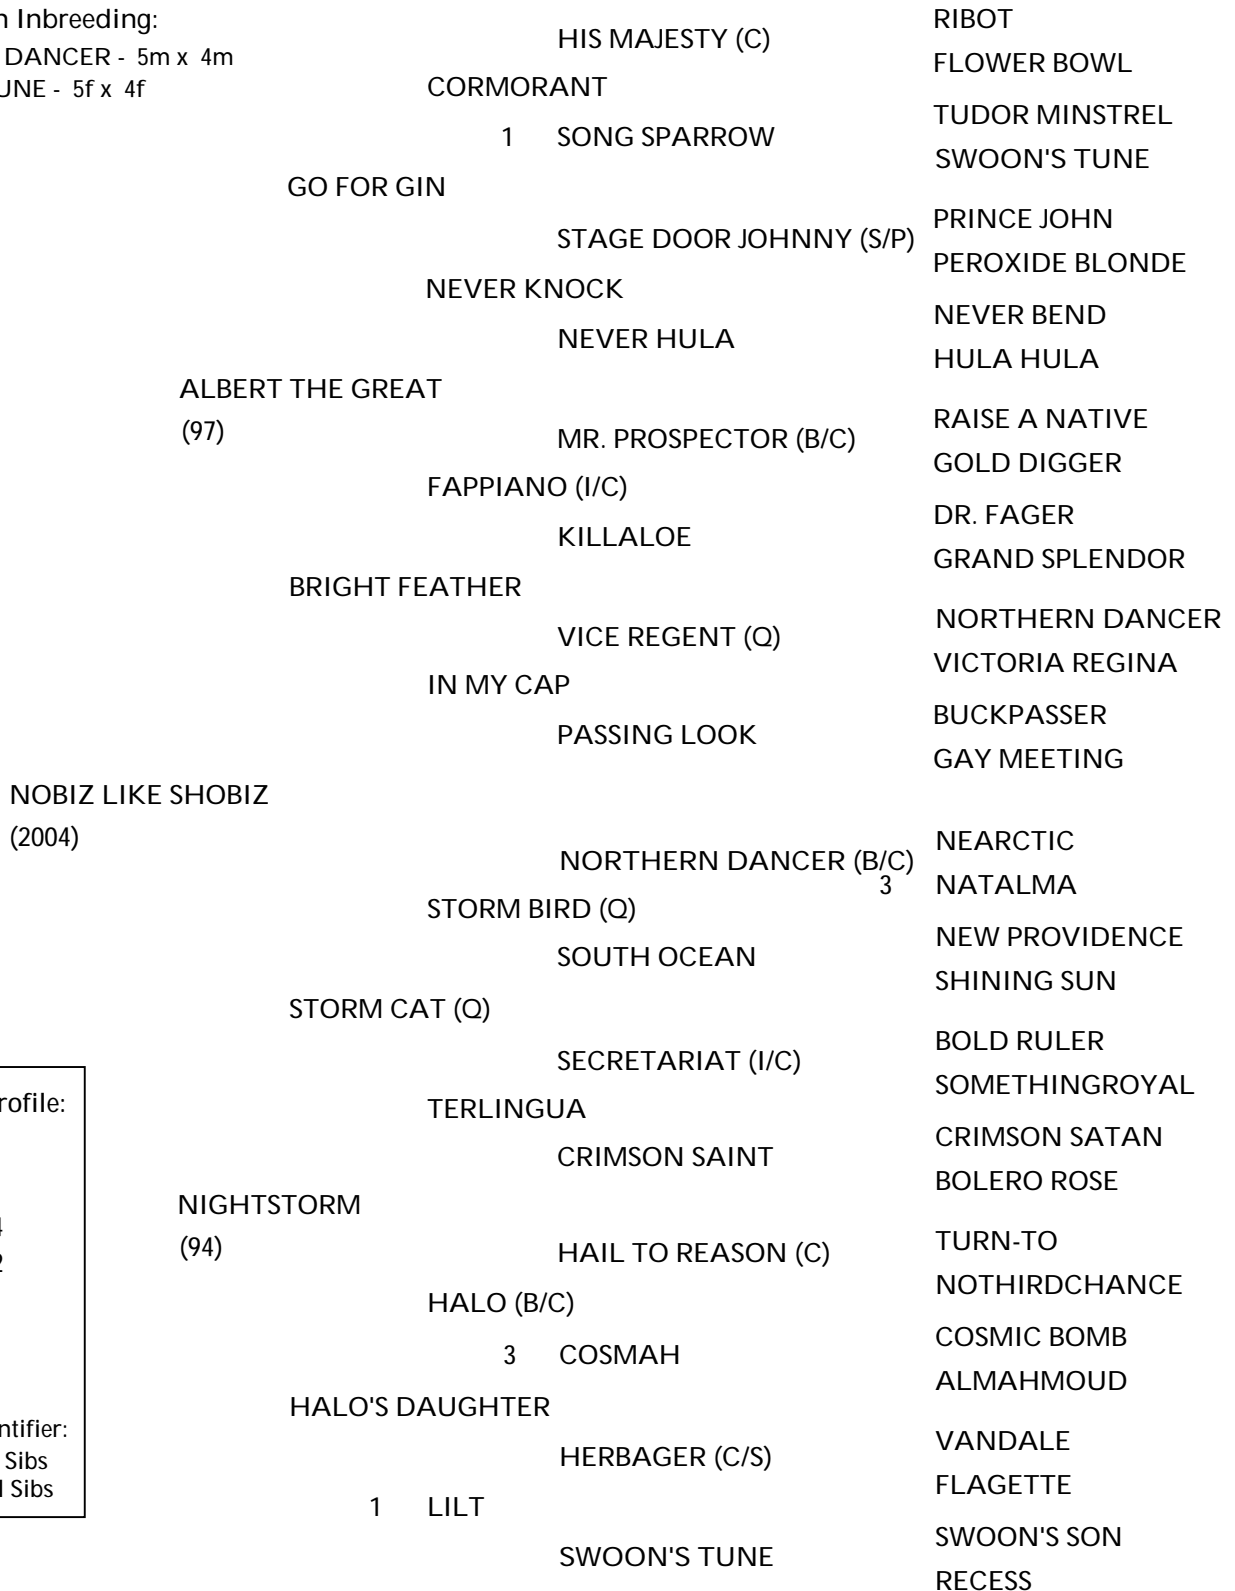 n Inbreeding:
DANCER - 5m x 4m
UNE - 5f x 4f
HIS MAJESTY (C)
RIBOT
FLOWER BOWL
CORMORANT
1 SONG SPARROW
TUDOR MINSTREL
SWOON'S TUNE
GO FOR GIN
STAGE DOOR JOHNNY (S/P)
PRINCE JOHN
PEROXIDE BLONDE
NEVER KNOCK
NEVER HULA
NEVER BEND
HULA HULA
ALBERT THE GREAT
(97)
MR. PROSPECTOR (B/C)
RAISE A NATIVE
GOLD DIGGER
FAPPIANO (I/C)
KILLALOE
DR. FAGER
GRAND SPLENDOR
BRIGHT FEATHER
VICE REGENT (Q)
NORTHERN DANCER
VICTORIA REGINA
IN MY CAP
PASSING LOOK
BUCKPASSER
GAY MEETING
NOBIZ LIKE SHOBIZ
(2004)
NORTHERN DANCER (B/C)
3
NEARCTIC
NATALMA
STORM BIRD (Q)
SOUTH OCEAN
NEW PROVIDENCE
SHINING SUN
STORM CAT (Q)
SECRETARIAT (I/C)
BOLD RULER
SOMETHINGROYAL
TERLINGUA
CRIMSON SAINT
CRIMSON SATAN
BOLERO ROSE
NIGHTSTORM
(94)
HAIL TO REASON (C)
TURN-TO
NOTHIRDCHANCE
HALO (B/C)
3 COSMAH
COSMIC BOMB
ALMAHMOUD
HALO'S DAUGHTER
HERBAGER (C/S)
VANDALE
FLAGETTE
1 LILT
SWOON'S TUNE
SWOON'S SON
RECESS
rofile:
4
2
ntifier:
Sibs
l Sibs